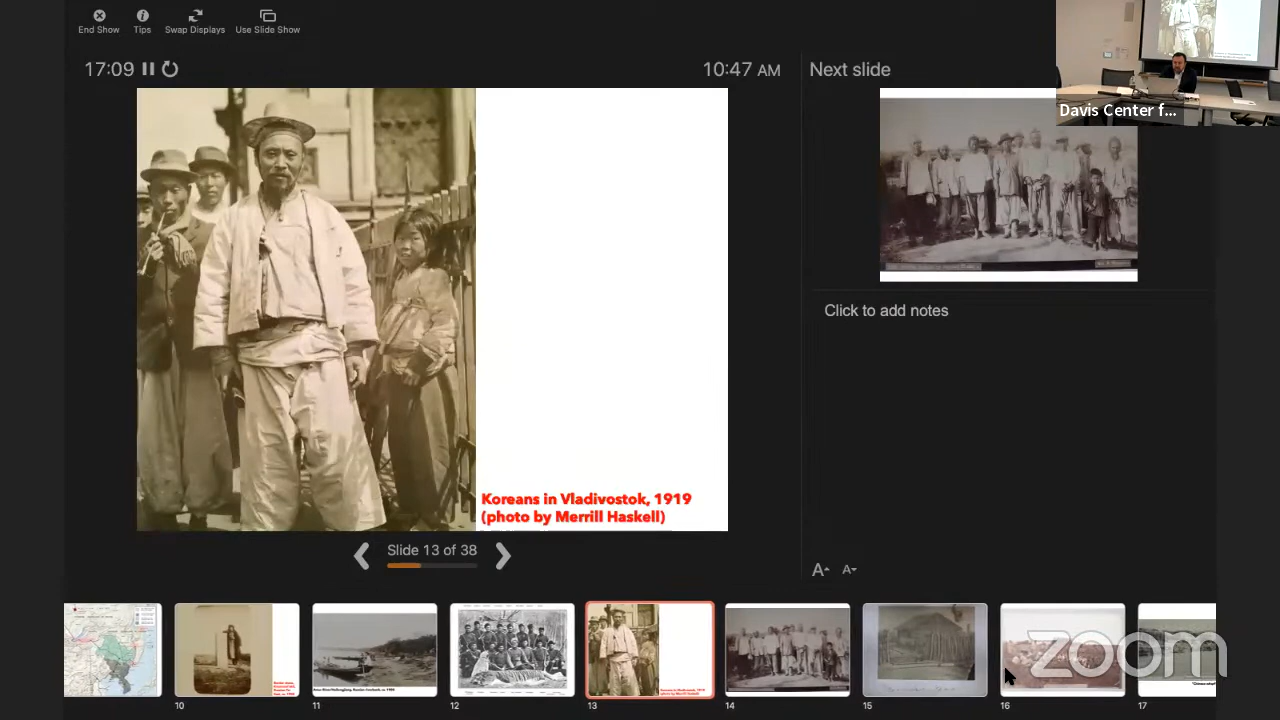 End Show
Tips
Swap Displays
Use Slide Show
17:09
10:47 AM
Next slide
Davis Center f...
Click to add notes
Koreans in Vladivostok, 1919
(photo by Merrill Haskell)
Slide 13 of 38
A
A
zoom
10
11
12
13
14
15
16
17